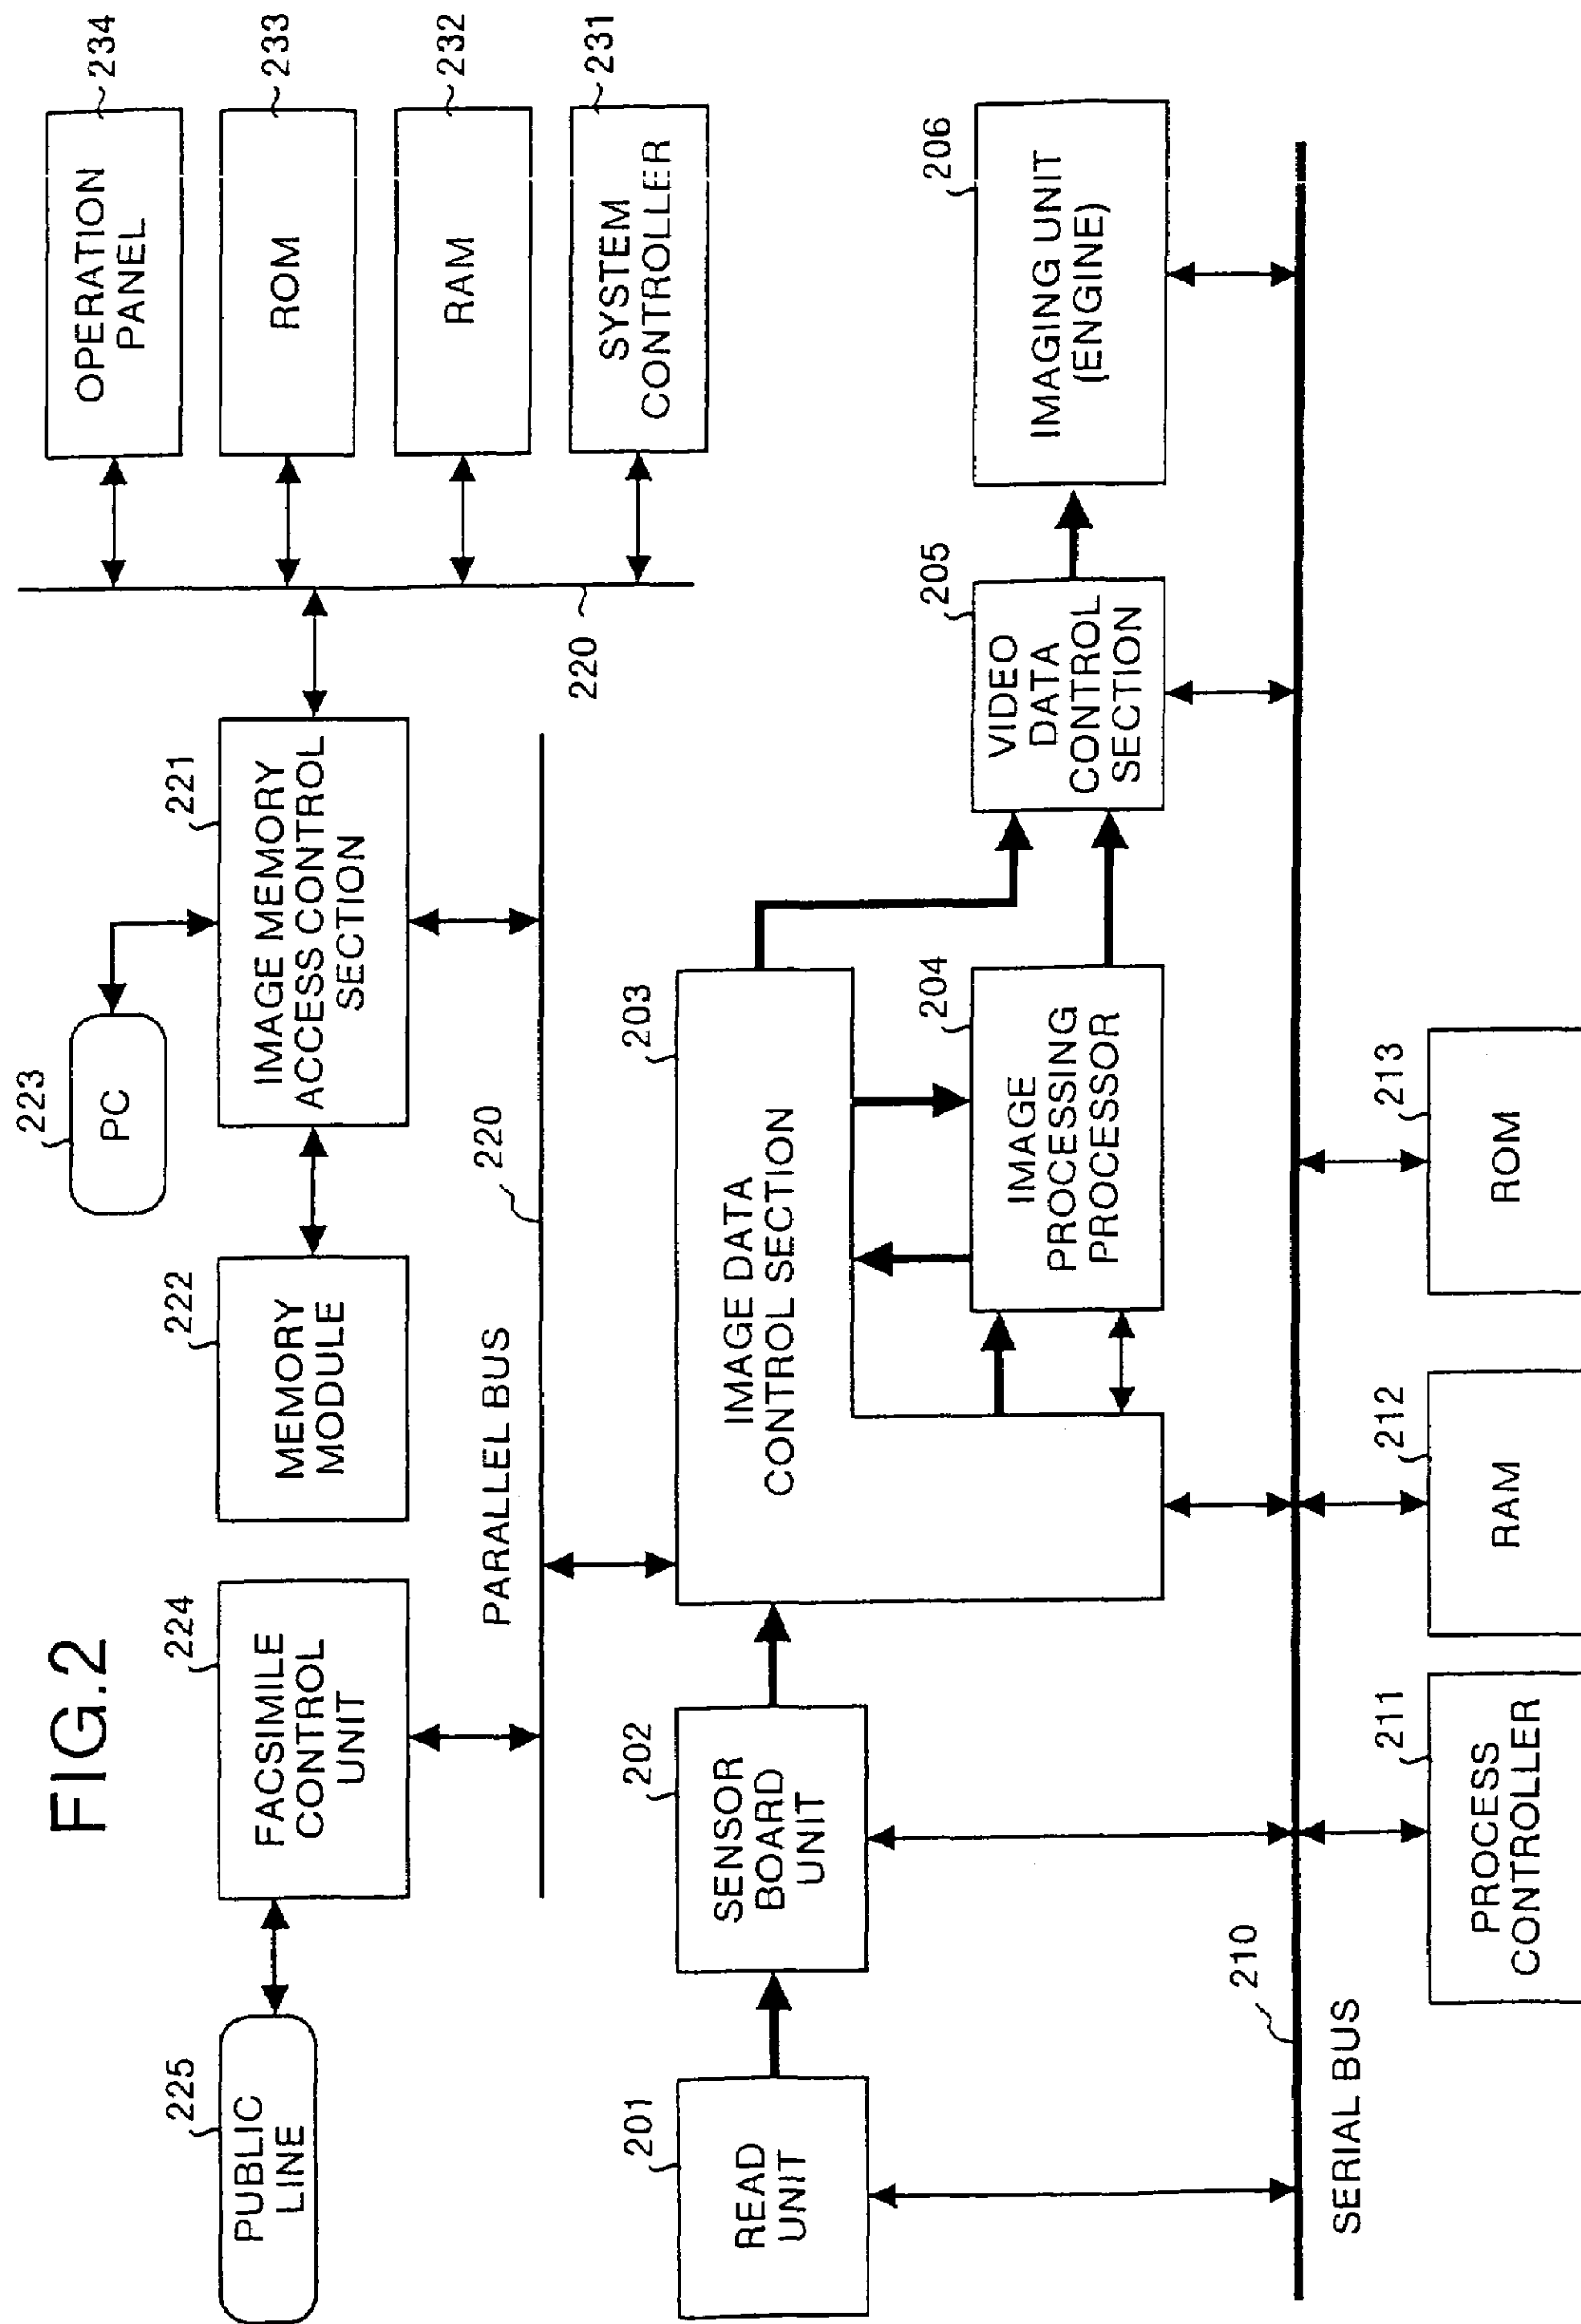 FIG.2
225
PUBLIC
LINE
224
FACSIMILE
CONTROL
UNIT
222
MEMORY
MODULE
223
PC
221
IMAGE MEMORY
ACCESS CONTROL
SECTION
234
OPERATION
PANEL
233
ROM
232
RAM
231
SYSTEM
CONTROLLER
220
PARALLEL BUS
220
201
READ
UNIT
202
SENSOR
BOARD
UNIT
203
IMAGE DATA
CONTROL SECTION
204
IMAGE
PROCESSING
PROCESSOR
205
VIDEO
DATA
CONTROL
SECTION
206
IMAGING UNIT
(ENGINE)
210
SERIAL BUS
211
PROCESS
CONTROLLER
212
RAM
213
ROM